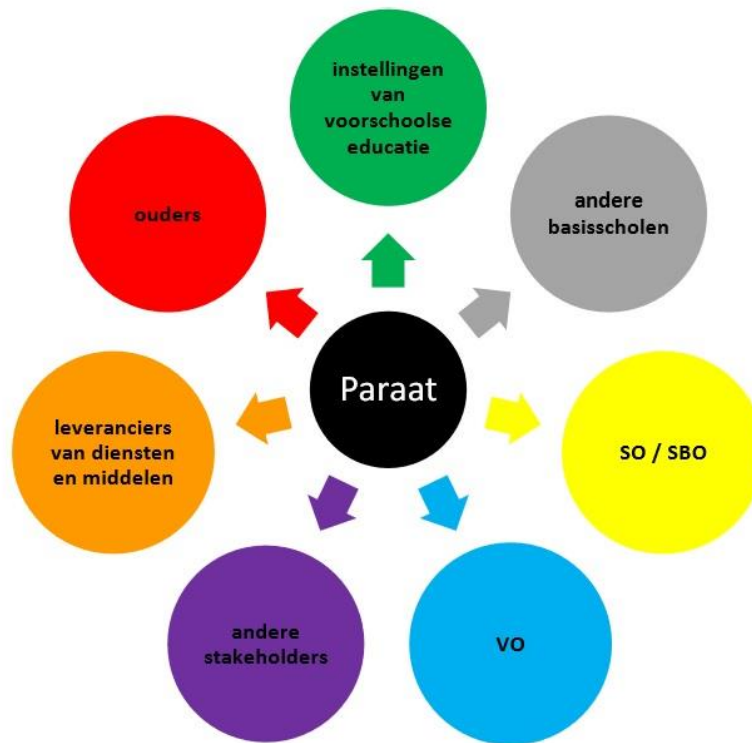 instellingen
van
voorschoolse
educatie
andere
basisscholen
SO / SBO
VO
andere
stakeholders
leveranciers
van diensten
en middelen
ouders
Paraat